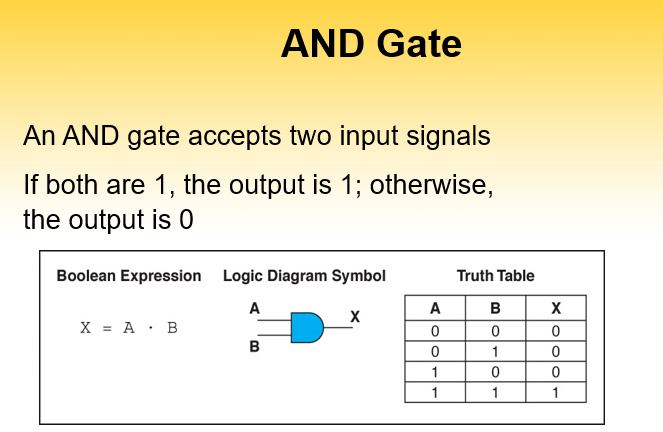 AND Gate
An AND gate accepts two input signals
If both are 1, the output is 1; otherwise,
the output is 0
Boolean Expression Logic Diagram Symbol Truth Table
X = A · B
A
B
X
A B X
0 0 0
0 1 0
1 0 0
1 1 1